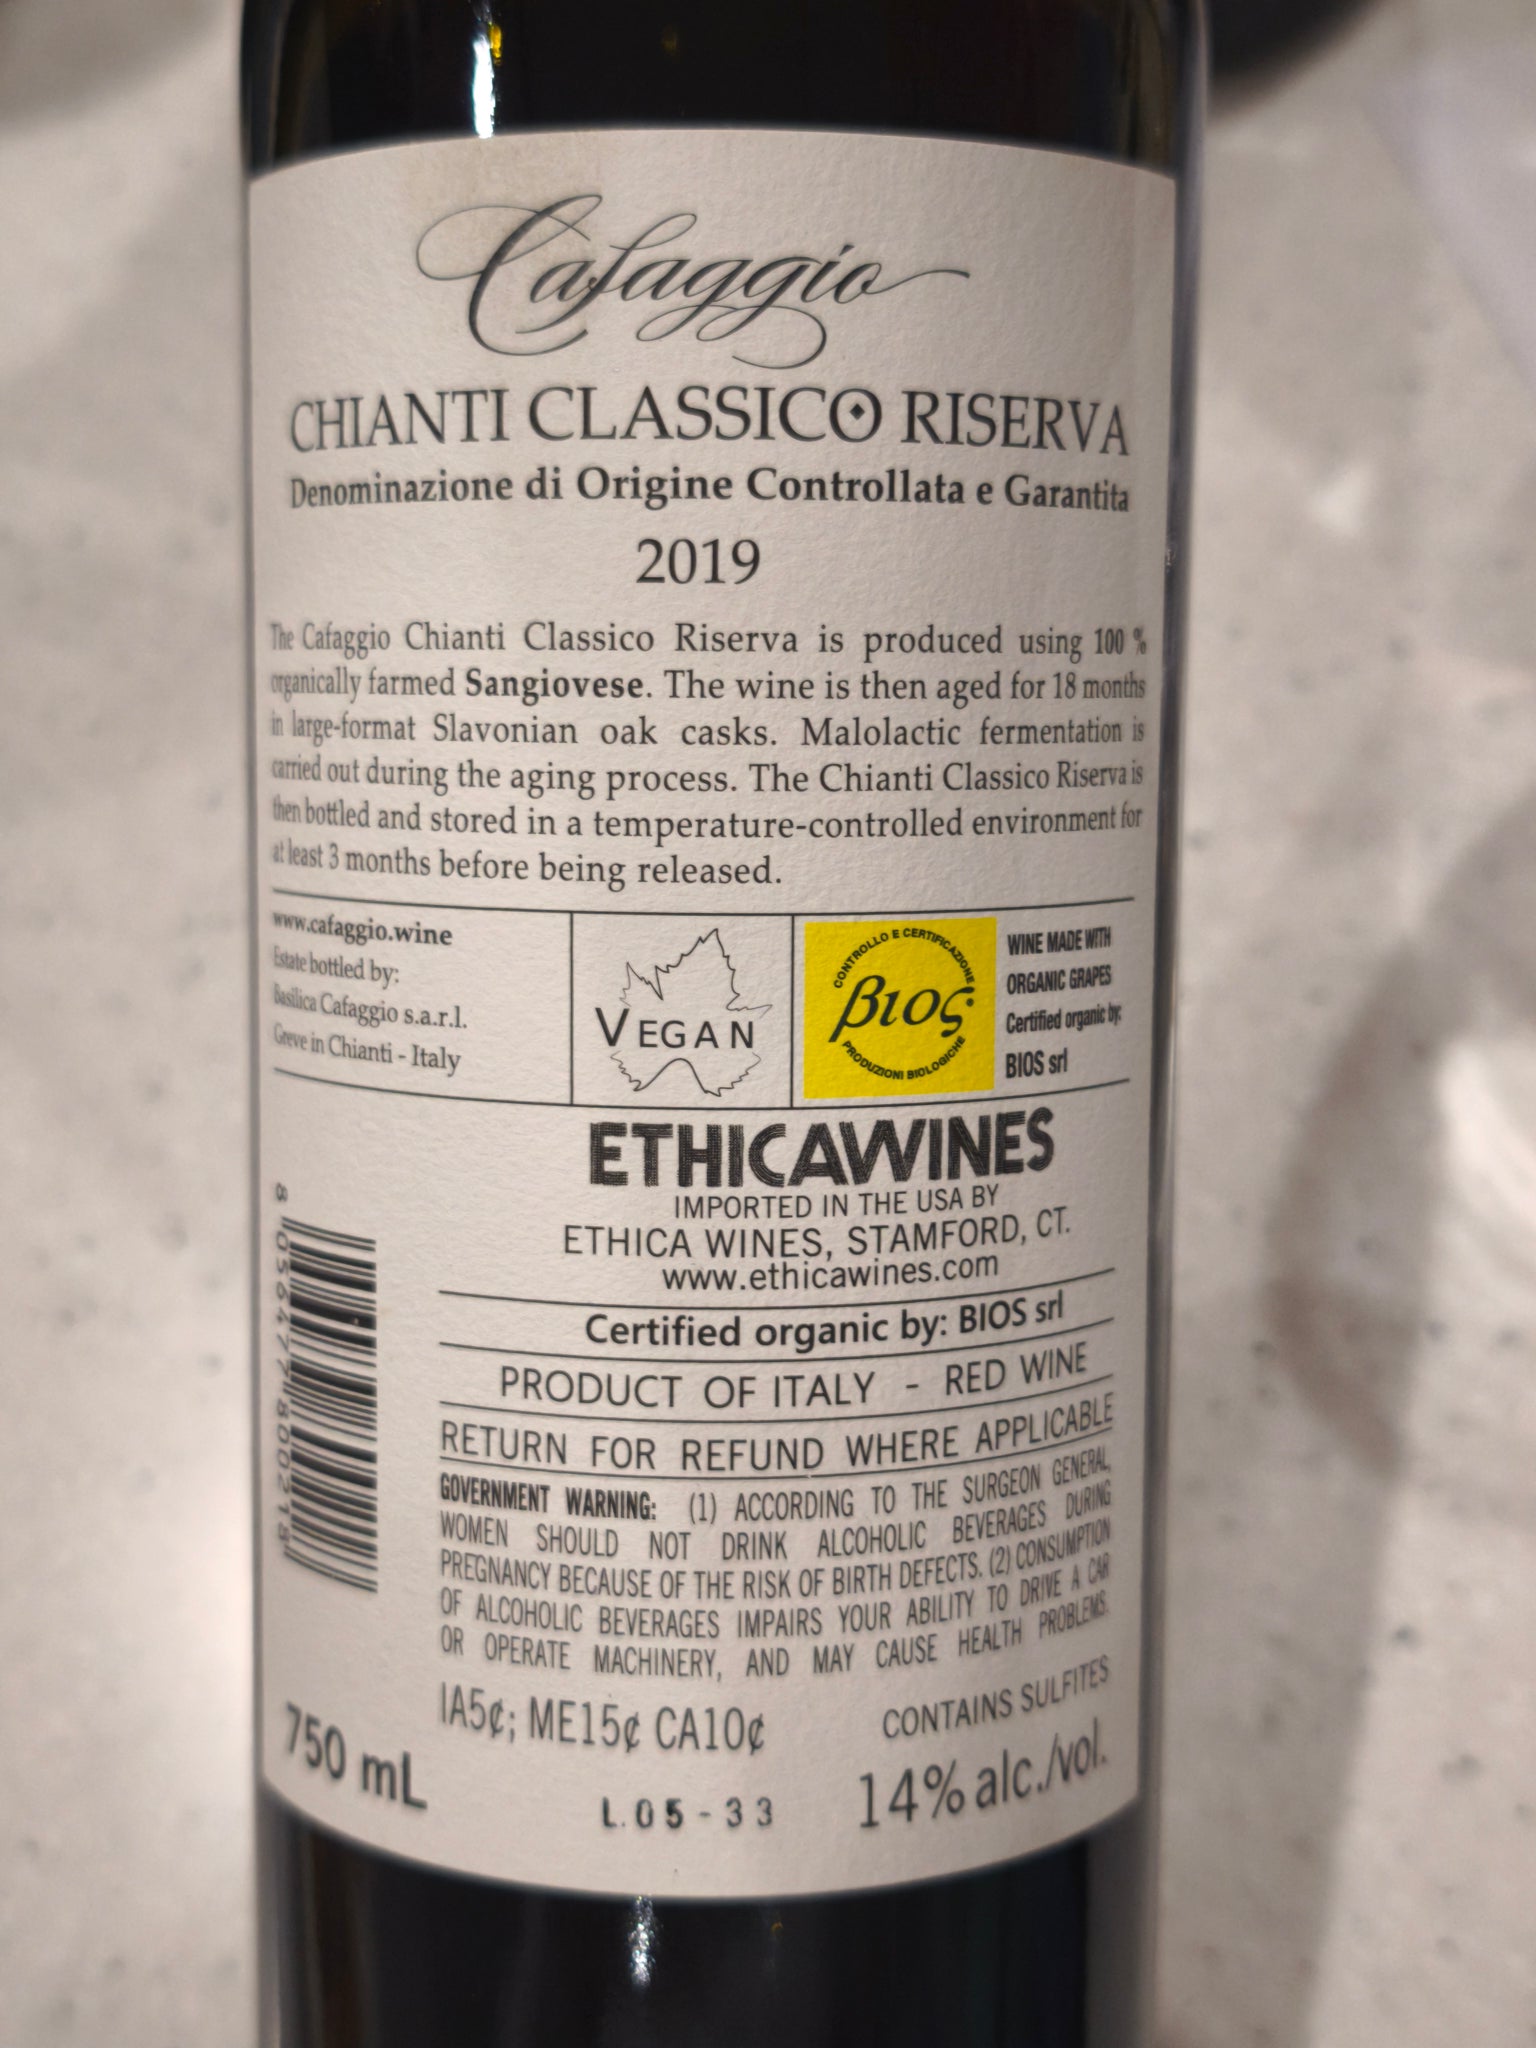 Cafaggio
CHIANTI CLASSICO RISERVA
Denominazione di Origine Controllata e Garantita
2019
The Cafaggio Chianti Classico Riserva is produced using 100 %
organically farmed Sangiovese. The wine is then aged for 18 months
in large-format Slavonian oak casks. Malolactic fermentation is
carried out during the aging process. The Chianti Classico Riserva is
then bottled and stored in a temperature-controlled environment for
at least 3 months before being released.
www.cafaggio.wine
Estate bottled by:
Basilica Cafaggio s.a.r.l.
Greve in Chianti - Italy
VEGAN
CONTROLLO E CERTIFICAZIONE
βιος
PRODUZIONI BIOLOGICHE
WINE MADE WITH
ORGANIC GRAPES
Certified organic by:
BIOS srl
ETHICAWINES
IMPORTED IN THE USA BY
ETHICA WINES, STAMFORD, CT.
www.ethicawines.com
Certified organic by: BIOS srl
PRODUCT OF ITALY - RED WINE
RETURN FOR REFUND WHERE APPLICABLE
GOVERNMENT WARNING: (1) ACCORDING TO THE SURGEON GENERAL,
WOMEN SHOULD NOT DRINK ALCOHOLIC BEVERAGES DURING
PREGNANCY BECAUSE OF THE RISK OF BIRTH DEFECTS. (2) CONSUMPTION
OF ALCOHOLIC BEVERAGES IMPAIRS YOUR ABILITY TO DRIVE A CAR
OR OPERATE MACHINERY, AND MAY CAUSE HEALTH PROBLEMS.
8 056477 800218
IA5¢; ME15¢ CA10¢
CONTAINS SULFITES
750 mL
L.05-33
14% alc./vol.